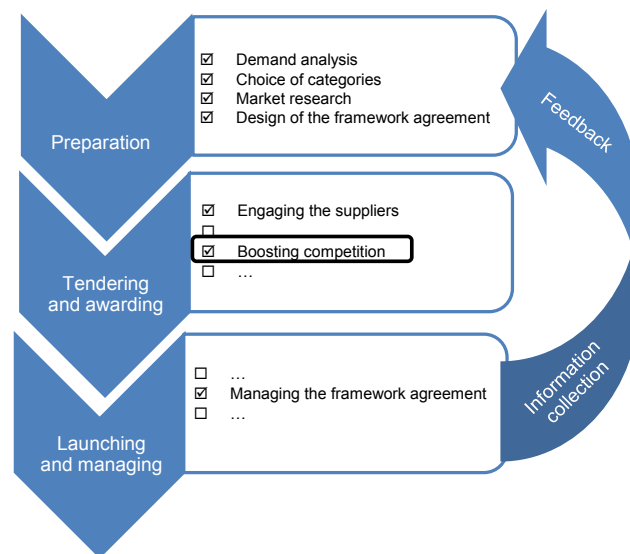 Preparation
☑ Demand analysis
☑ Choice of categories
☑ Market research
☑ Design of the framework agreement
Tendering
and awarding
☑ Engaging the suppliers
☐
☑ Boosting competition
☐ …
Launching
and managing
☐ …
☑ Managing the framework agreement
☐ …
Feedback
Information
collection